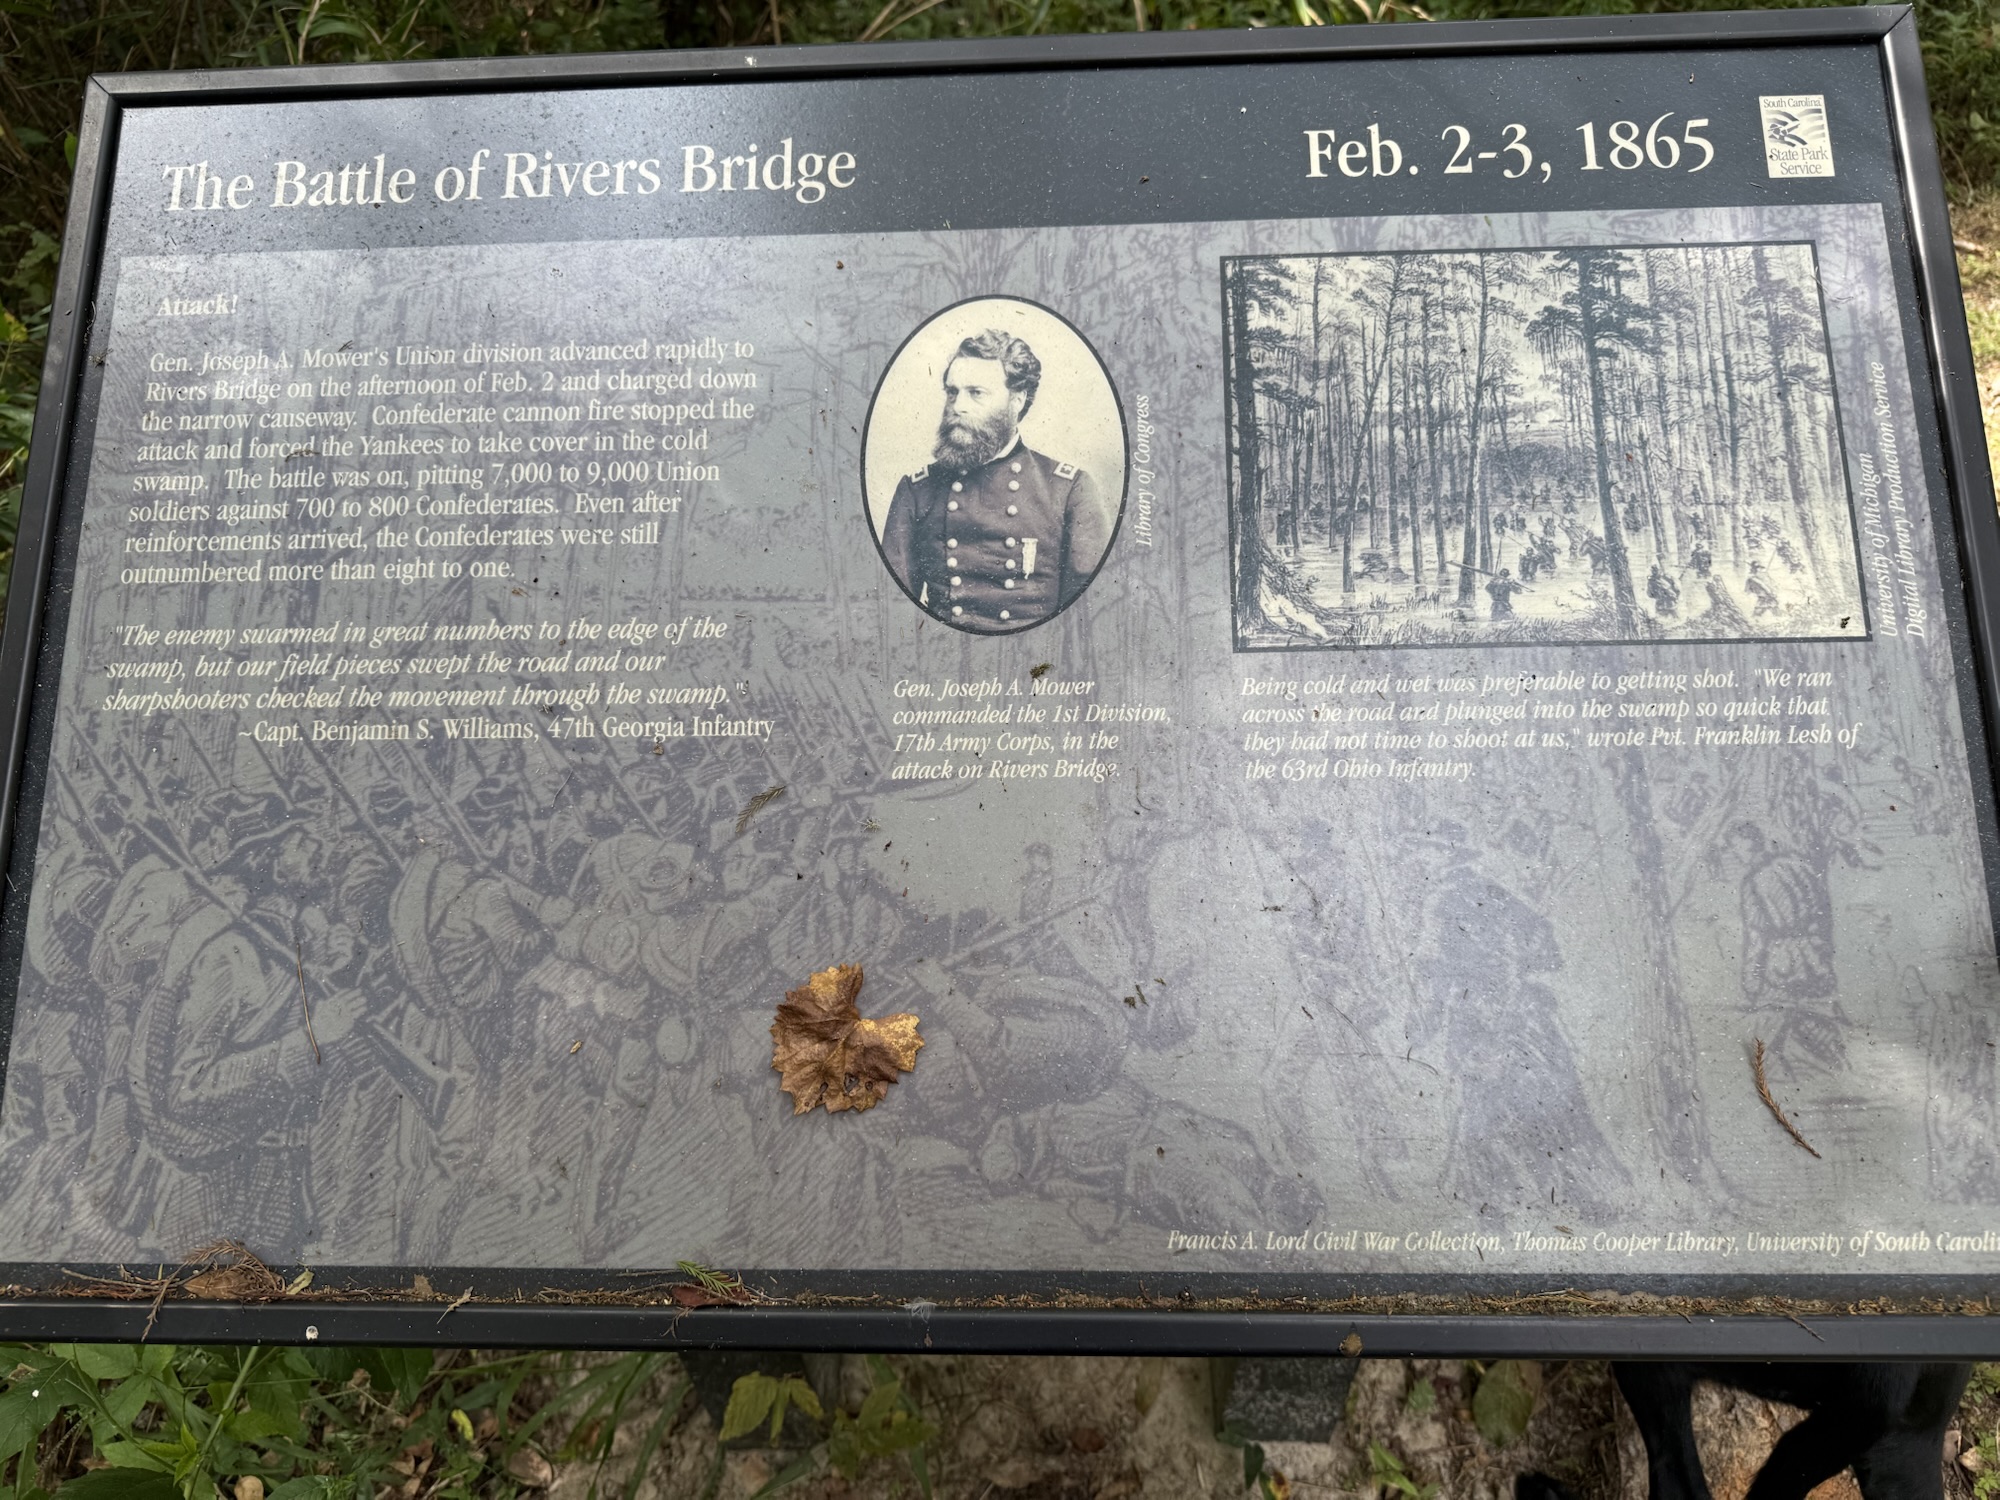 The Battle of Rivers Bridge
Feb. 2-3, 1865
South Carolina
State Park
Service
Attack!
Gen. Joseph A. Mower's Union division advanced rapidly to
Rivers Bridge on the afternoon of Feb. 2 and charged down
the narrow causeway. Confederate cannon fire stopped the
attack and forced the Yankees to take cover in the cold
swamp. The battle was on, pitting 7,000 to 9,000 Union
soldiers against 700 to 800 Confederates. Even after
reinforcements arrived, the Confederates were still
outnumbered more than eight to one.
"The enemy swarmed in great numbers to the edge of the
swamp, but our field pieces swept the road and our
sharpshooters checked the movement through the swamp."
~Capt. Benjamin S. Williams, 47th Georgia Infantry
Library of Congress
Gen. Joseph A. Mower
commanded the 1st Division,
17th Army Corps, in the
attack on Rivers Bridge.
University of Michigan
Digital Library Production Service
Being cold and wet was preferable to getting shot. "We ran
across the road and plunged into the swamp so quick that
they had not time to shoot at us," wrote Pvt. Franklin Lesh of
the 63rd Ohio Infantry.
Francis A. Lord Civil War Collection, Thomas Cooper Library, University of South Caroli